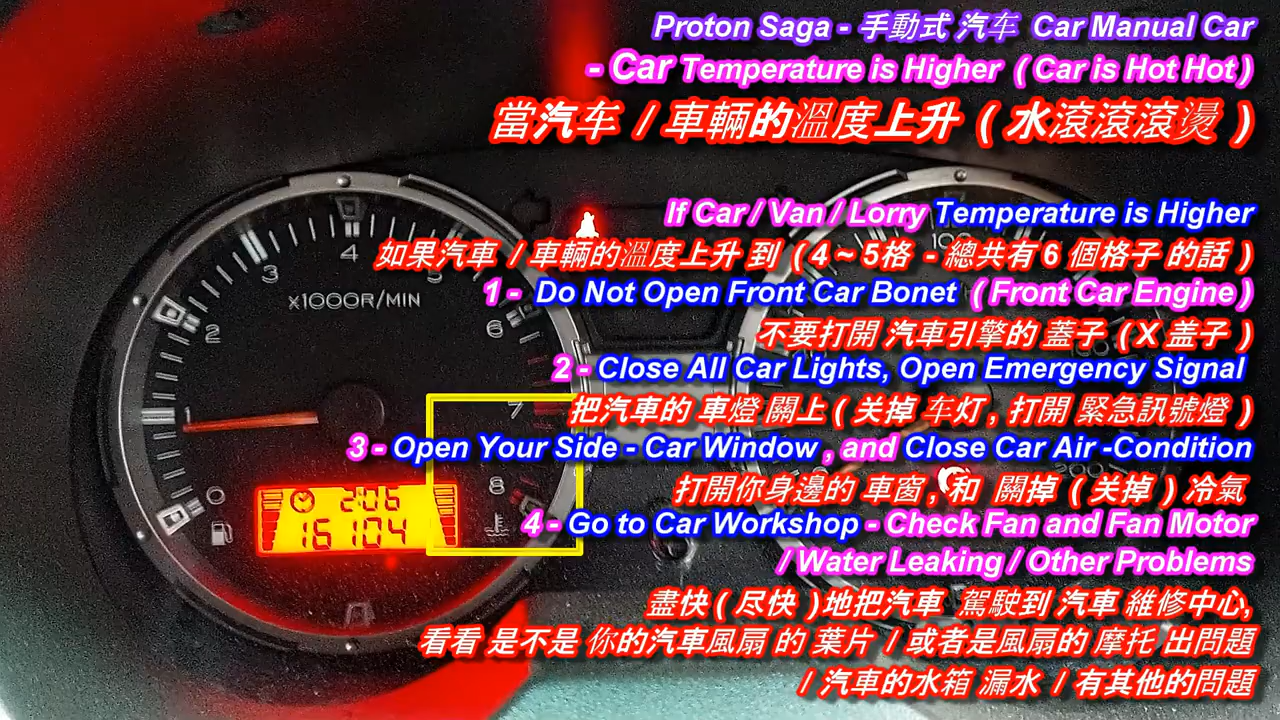 Proton Saga - 手動式 汽车 Car Manual Car
- Car Temperature is Higher ( Car is Hot Hot )
當汽车 / 車輛的溫度上升 ( 水滾滾滾燙 )
If Car / Van / Lorry Temperature is Higher
如果汽車 / 車輛的溫度上升 到 ( 4 ~ 5格 - 總共有 6 個格子 的話 )
1 - Do Not Open Front Car Bonet ( Front Car Engine )
不要打開 汽車引擎的 蓋子 ( X 盖子 )
2 - Close All Car Lights, Open Emergency Signal
把汽車的 車燈 關上 ( 关掉 车灯 , 打開 緊急訊號燈 )
3 - Open Your Side - Car Window , and Close Car Air -Condition
打開你身邊的 車窗 , 和 關掉 ( 关掉 ) 冷氣
4 - Go to Car Workshop - Check Fan and Fan Motor
/ Water Leaking / Other Problems
盡快 ( 尽快 )地把汽車 駕駛到 汽車 維修中心,
看看 是不是 你的汽車風扇 的 葉片 / 或者是風扇的 摩托 出問題
/ 汽車的水箱 漏水 / 有其他的問題
0
1
2
3
4
6
7
8
x1000R/MIN
2:06
16104
100
200